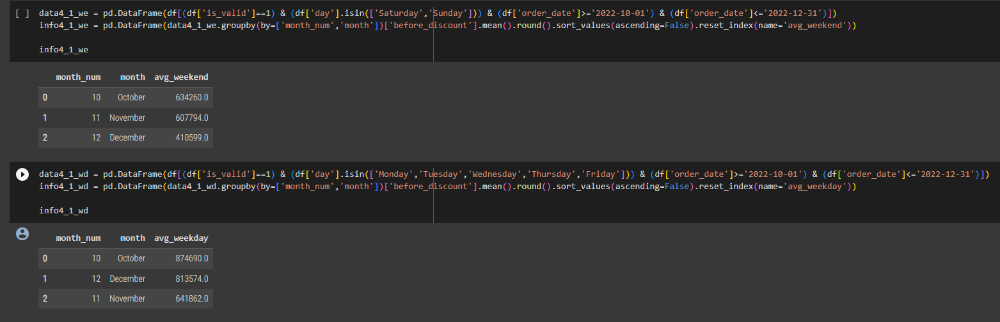 [ ] data4_1_we = pd.DataFrame(df[(df['is_valid']==1) & (df['day'].isin(['Saturday','Sunday'])) & (df['order_date']>='2022-10-01') & (df['order_date']<='2022-12-31')])
info4_1_we = pd.DataFrame(data4_1_we.groupby(by=['month_num','month'])['before_discount'].mean().round().sort_values(ascending=False).reset_index(name='avg_weekend'))
info4_1_we
month_num month avg_weekend
0 10 October 634260.0
1 11 November 607794.0
2 12 December 410599.0
data4_1_wd = pd.DataFrame(df[(df['is_valid']==1) & (df['day'].isin(['Monday','Tuesday','Wednesday','Thursday','Friday'])) & (df['order_date']>='2022-10-01') & (df['order_date']<='2022-12-31')])
info4_1_wd = pd.DataFrame(data4_1_wd.groupby(by=['month_num','month'])['before_discount'].mean().round().sort_values(ascending=False).reset_index(name='avg_weekday'))
info4_1_wd
month_num month avg_weekday
0 10 October 874690.0
1 12 December 813574.0
2 11 November 641862.0